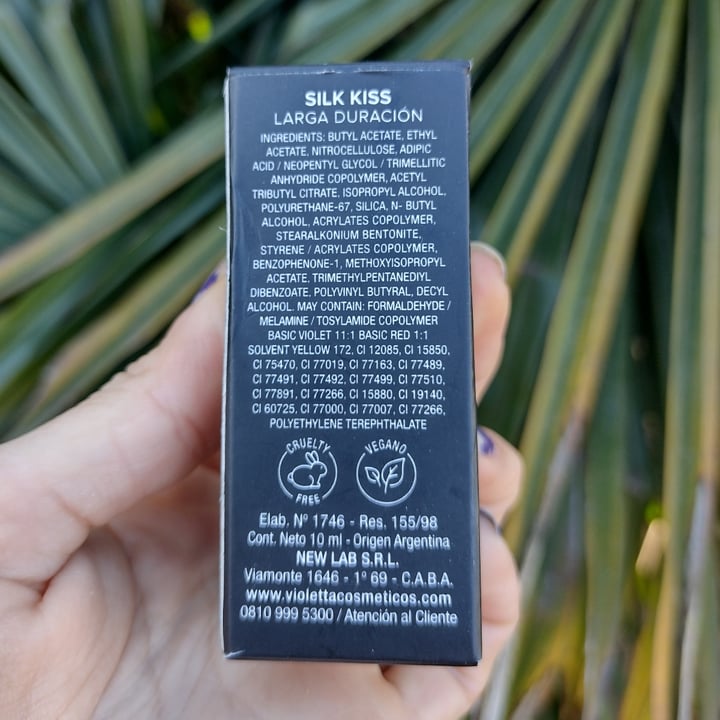 SILK KISS
LARGA DURACIÓN
INGREDIENTS: BUTYL ACETATE, ETHYL
ACETATE, NITROCELLULOSE, ADIPIC
ACID / NEOPENTYL GLYCOL / TRIMELLITIC
ANHYDRIDE COPOLYMER, ACETYL
TRIBUTYL CITRATE, ISOPROPYL ALCOHOL,
POLYURETHANE-67, SILICA, N- BUTYL
ALCOHOL, ACRYLATES COPOLYMER,
STEARALKONIUM BENTONITE,
STYRENE / ACRYLATES COPOLYMER,
BENZOPHENONE-1, METHOXYISOPROPYL
ACETATE, TRIMETHYLPENTANEDIYL
DIBENZOATE, POLYVINYL BUTYRAL, DECYL
ALCOHOL. MAY CONTAIN: FORMALDEHYDE /
MELAMINE / TOSYLAMIDE COPOLYMER
BASIC VIOLET 11:1 BASIC RED 1:1
SOLVENT YELLOW 172, CI 12085, CI 15850,
CI 75470, CI 77019, CI 77163, CI 77489,
CI 77491, CI 77492, CI 77499, CI 77510,
CI 77891, CI 77266, CI 15880, CI 19140,
CI 60725, CI 77000, CI 77007, CI 77266,
POLYETHYLENE TEREPHTHALATE
CRUELTY FREE
VEGANO
Elab. Nº 1746 - Res. 155/98
Cont. Neto 10 ml - Origen Argentina
NEW LAB S.R.L.
Viamonte 1646 - 1º 69 - C.A.B.A.
www.violettacosmeticos.com
0810 999 5300 / Atención al Cliente